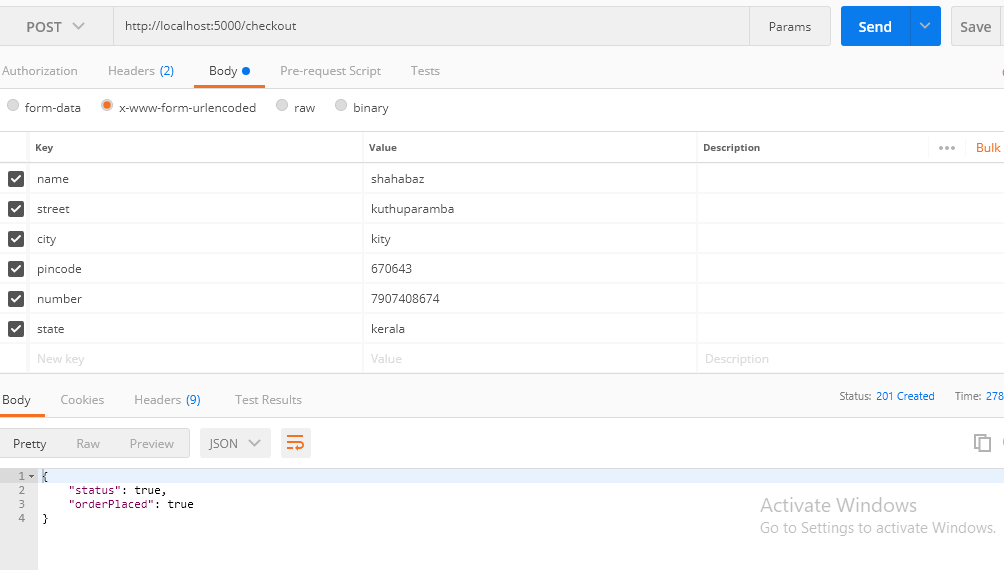 POST http://localhost:5000/checkout Params Send Save
Authorization Headers (2) Body Pre-request Script Tests
form-data x-www-form-urlencoded raw binary
Key Value Description Bulk
name shahabaz
street kuthuparamba
city kity
pincode 670643
number 7907408674
state kerala
New key Value Description
Body Cookies Headers (9) Test Results Status: 201 Created Time: 278
Pretty Raw Preview JSON
1 {
2 "status": true,
3 "orderPlaced": true
4 }
Activate Windows
Go to Settings to activate Windows.